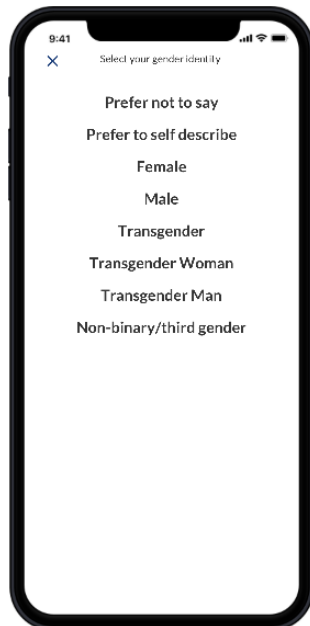 9:41
Select your gender identity
Prefer not to say
Prefer to self describe
Female
Male
Transgender
Transgender Woman
Transgender Man
Non-binary/third gender